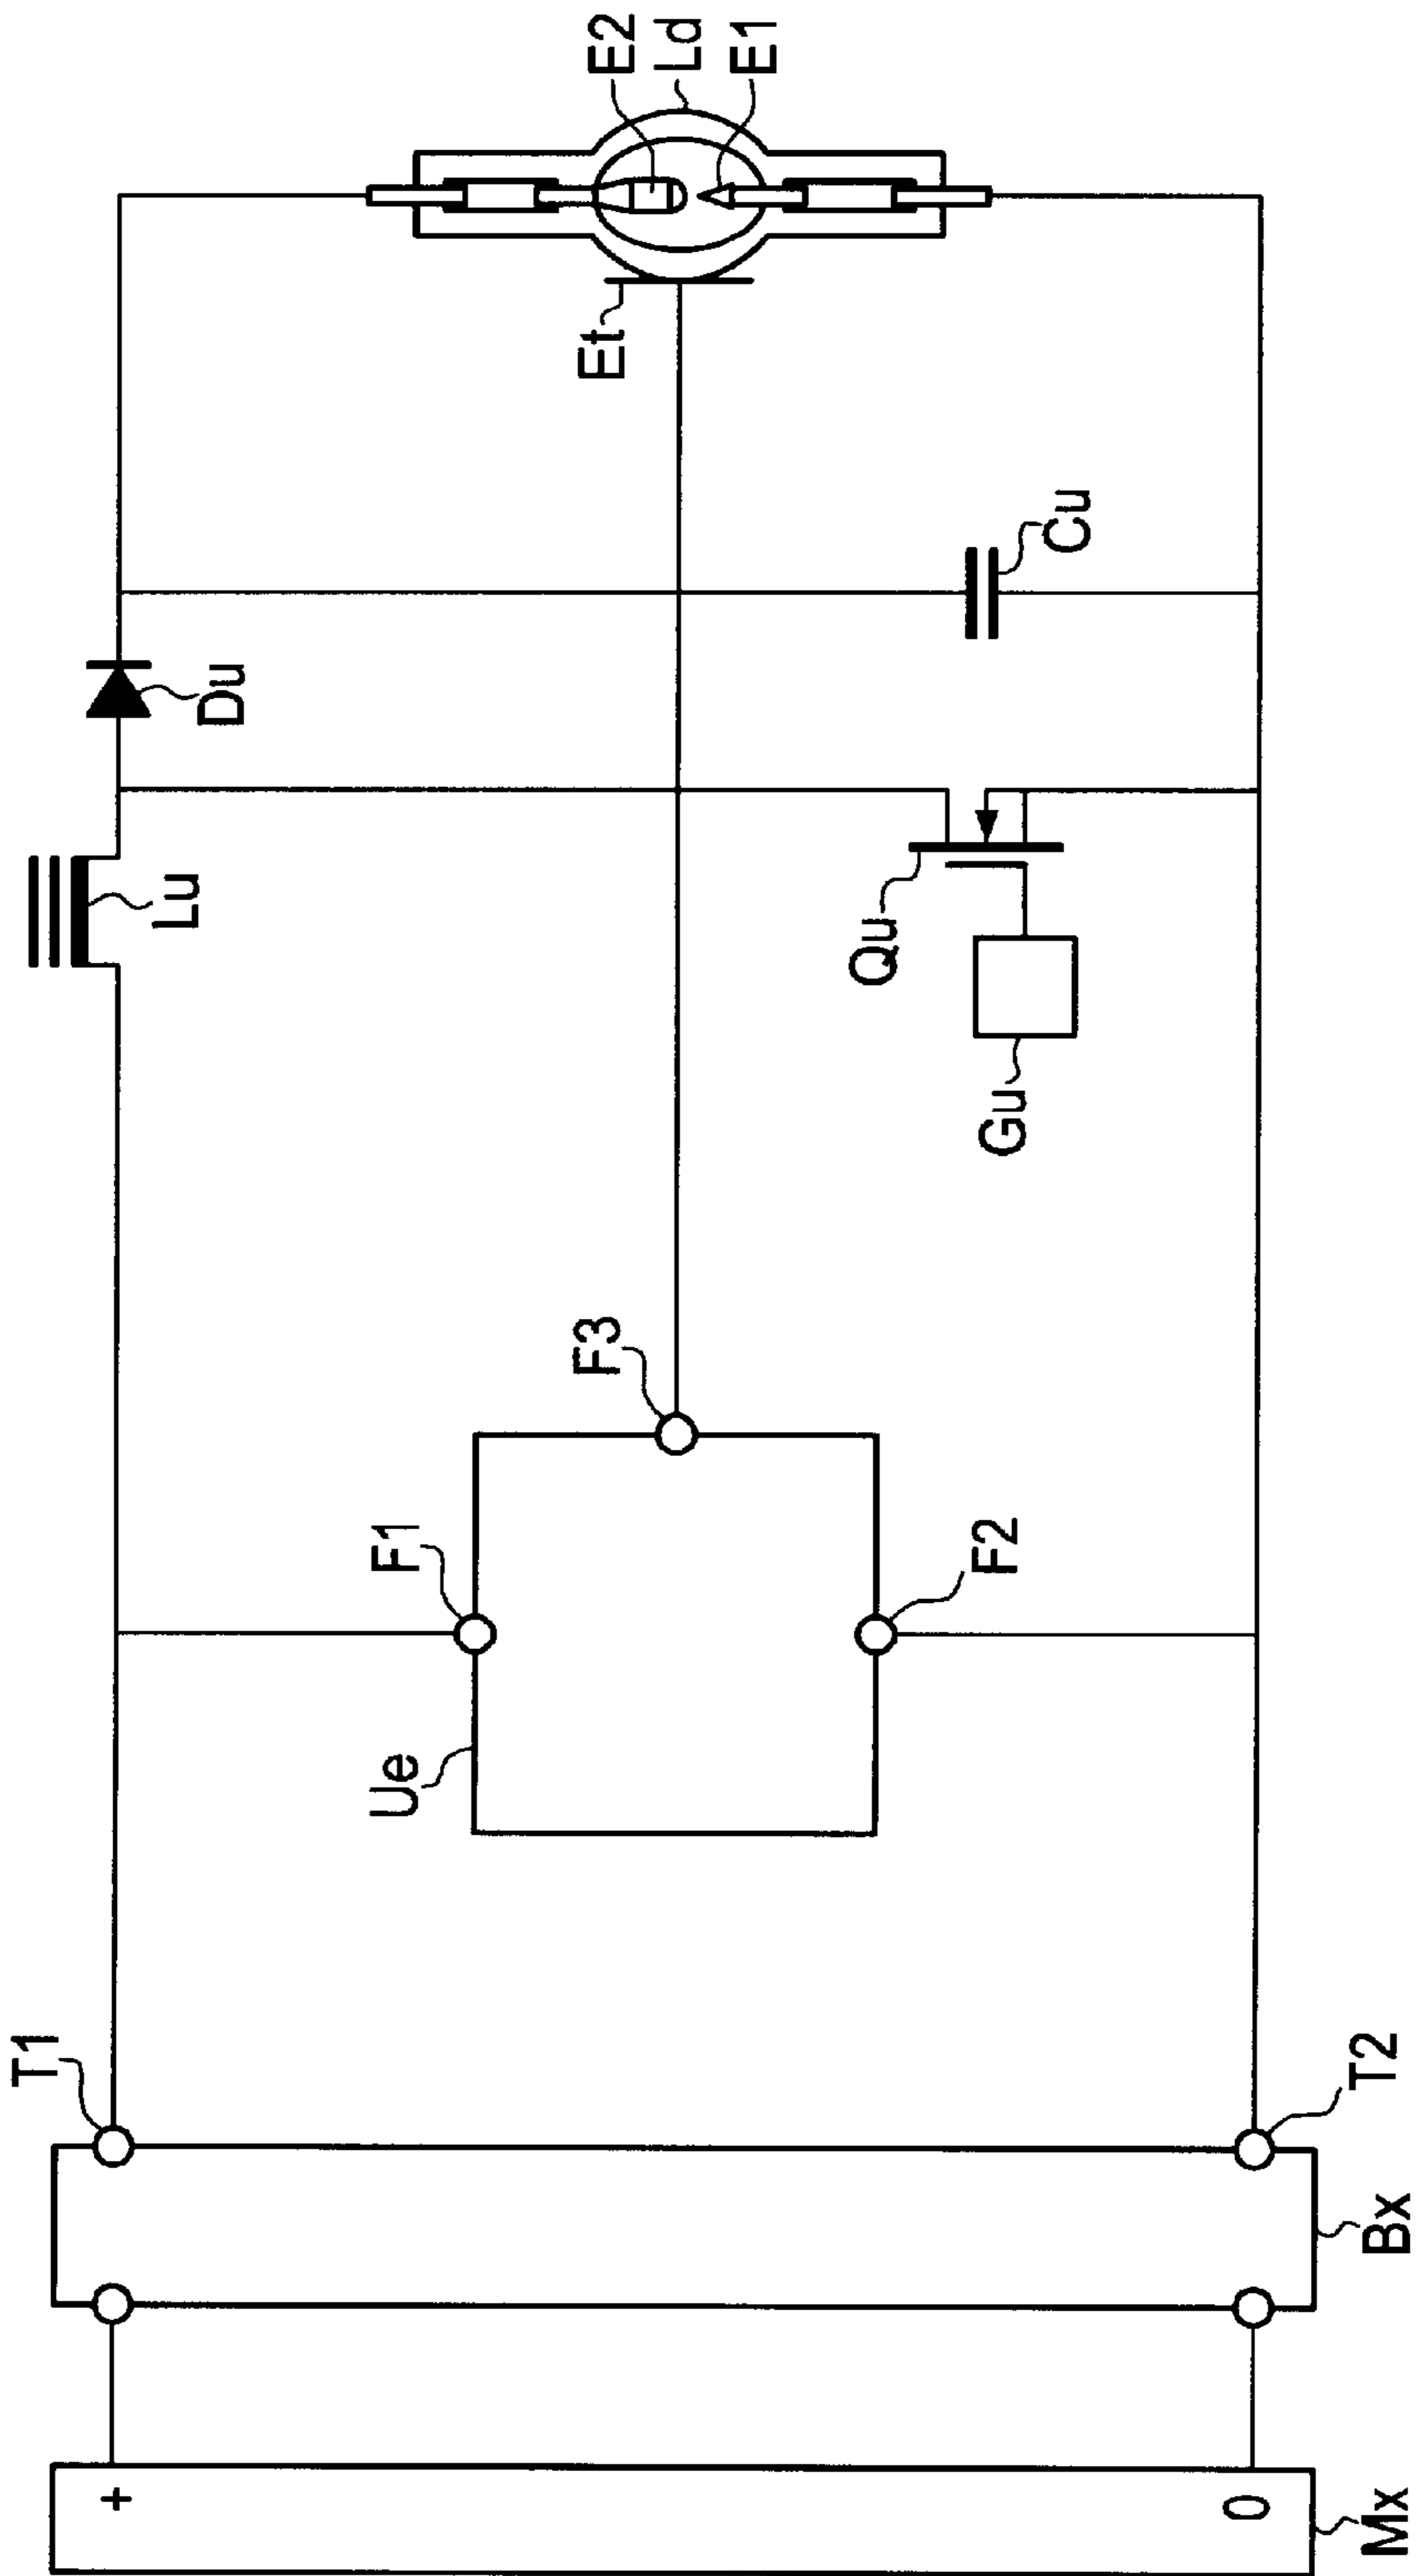 T1
Lu
Du
E2
Ld
E1
Et
F1
F3
Ue
F2
Qu
Gu
Cu
T2
Bx
Mx
+
0